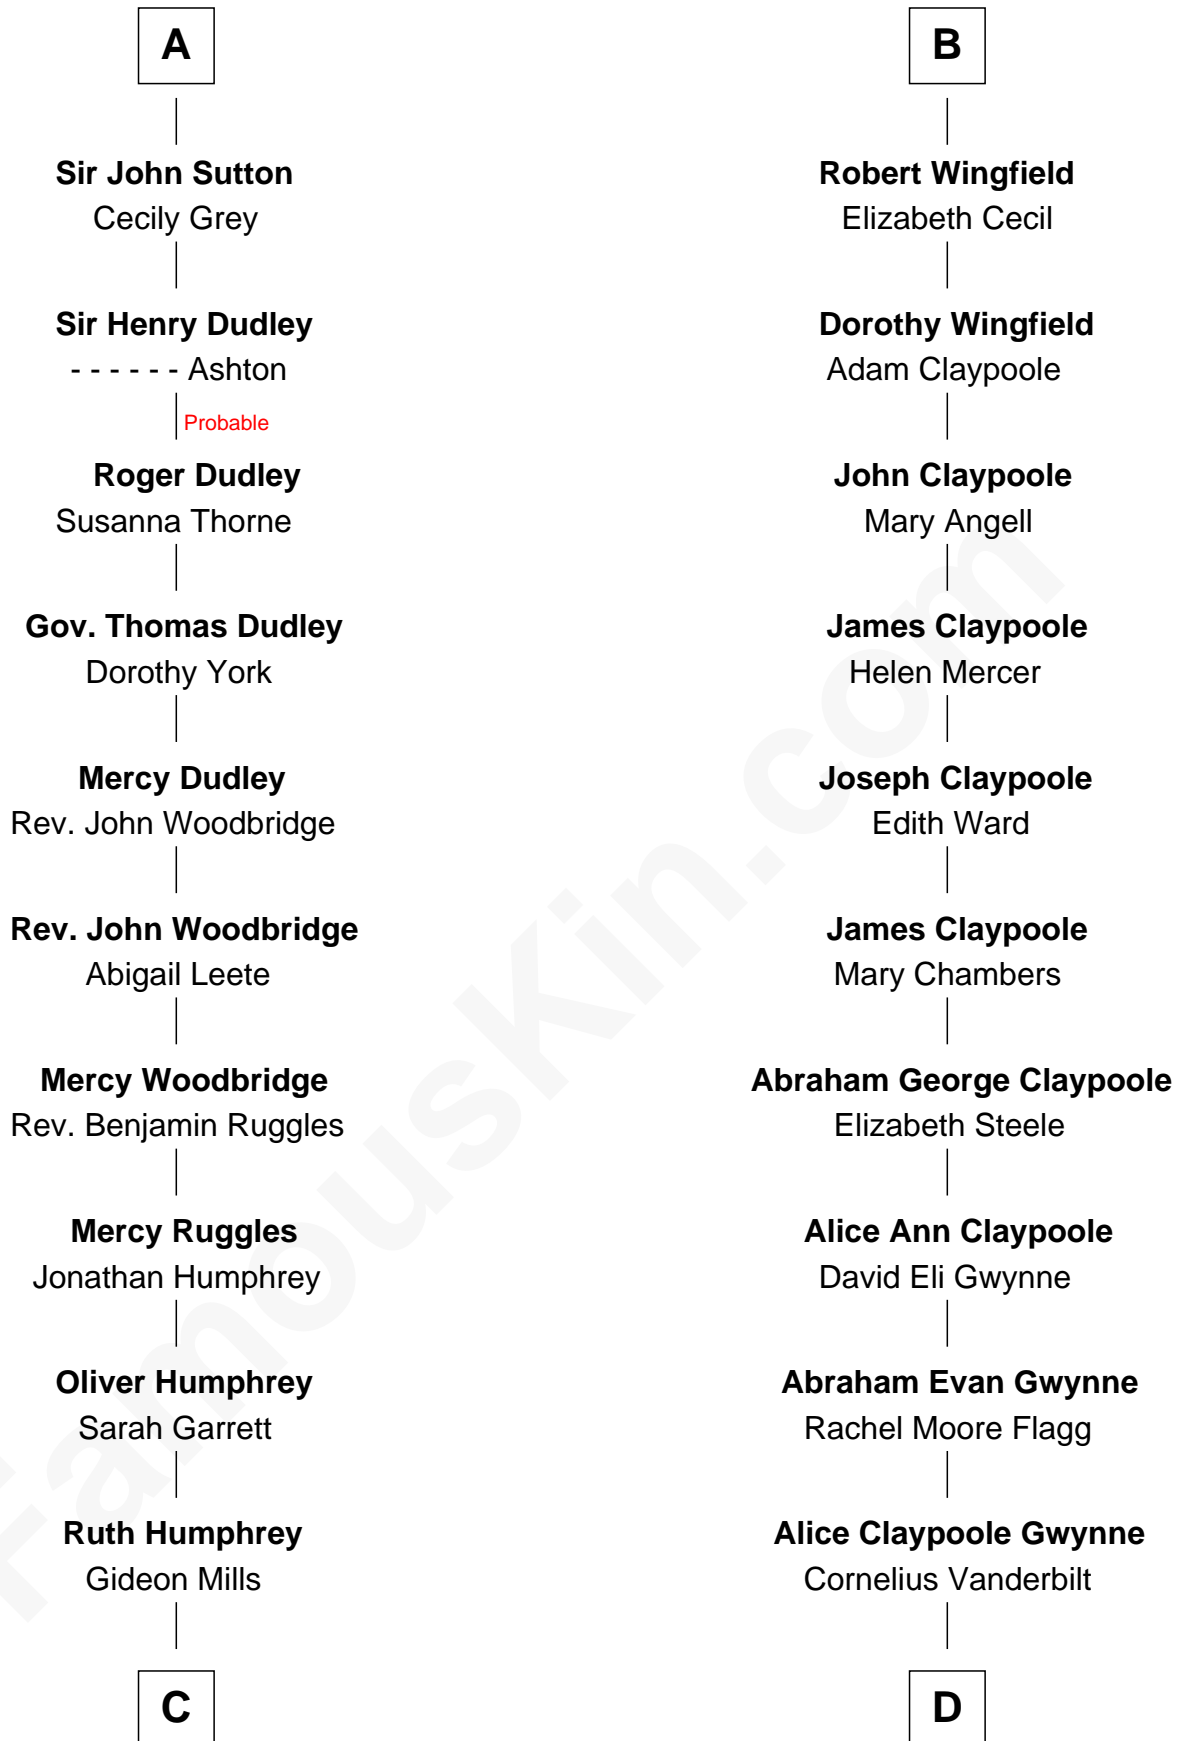 A
Sir John Sutton
Cecily Grey
Sir Henry Dudley
- - - - - - Ashton
Probable
Roger Dudley
Susanna Thorne
Gov. Thomas Dudley
Dorothy York
Mercy Dudley
Rev. John Woodbridge
Rev. John Woodbridge
Abigail Leete
Mercy Woodbridge
Rev. Benjamin Ruggles
Mercy Ruggles
Jonathan Humphrey
Oliver Humphrey
Sarah Garrett
Ruth Humphrey
Gideon Mills
C
B
Robert Wingfield
Elizabeth Cecil
Dorothy Wingfield
Adam Claypoole
John Claypoole
Mary Angell
James Claypoole
Helen Mercer
Joseph Claypoole
Edith Ward
James Claypoole
Mary Chambers
Abraham George Claypoole
Elizabeth Steele
Alice Ann Claypoole
David Eli Gwynne
Abraham Evan Gwynne
Rachel Moore Flagg
Alice Claypoole Gwynne
Cornelius Vanderbilt
D
FamousKin.com